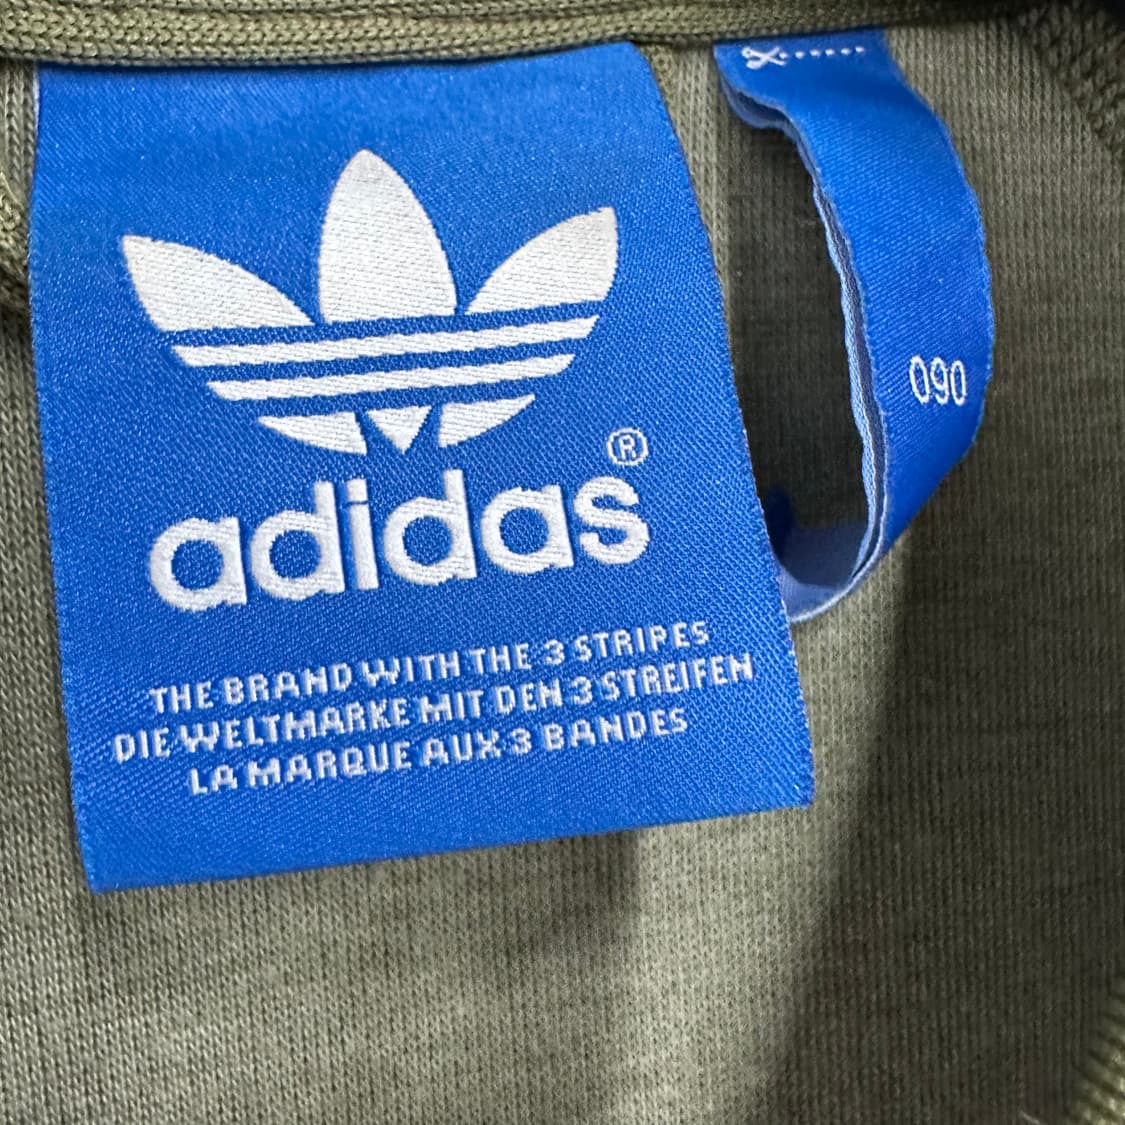 adidas®
THE BRAND WITH THE 3 STRIPES
DIE WELTMARKE MIT DEN 3 STREIFEN
LA MARQUE AUX 3 BANDES
090